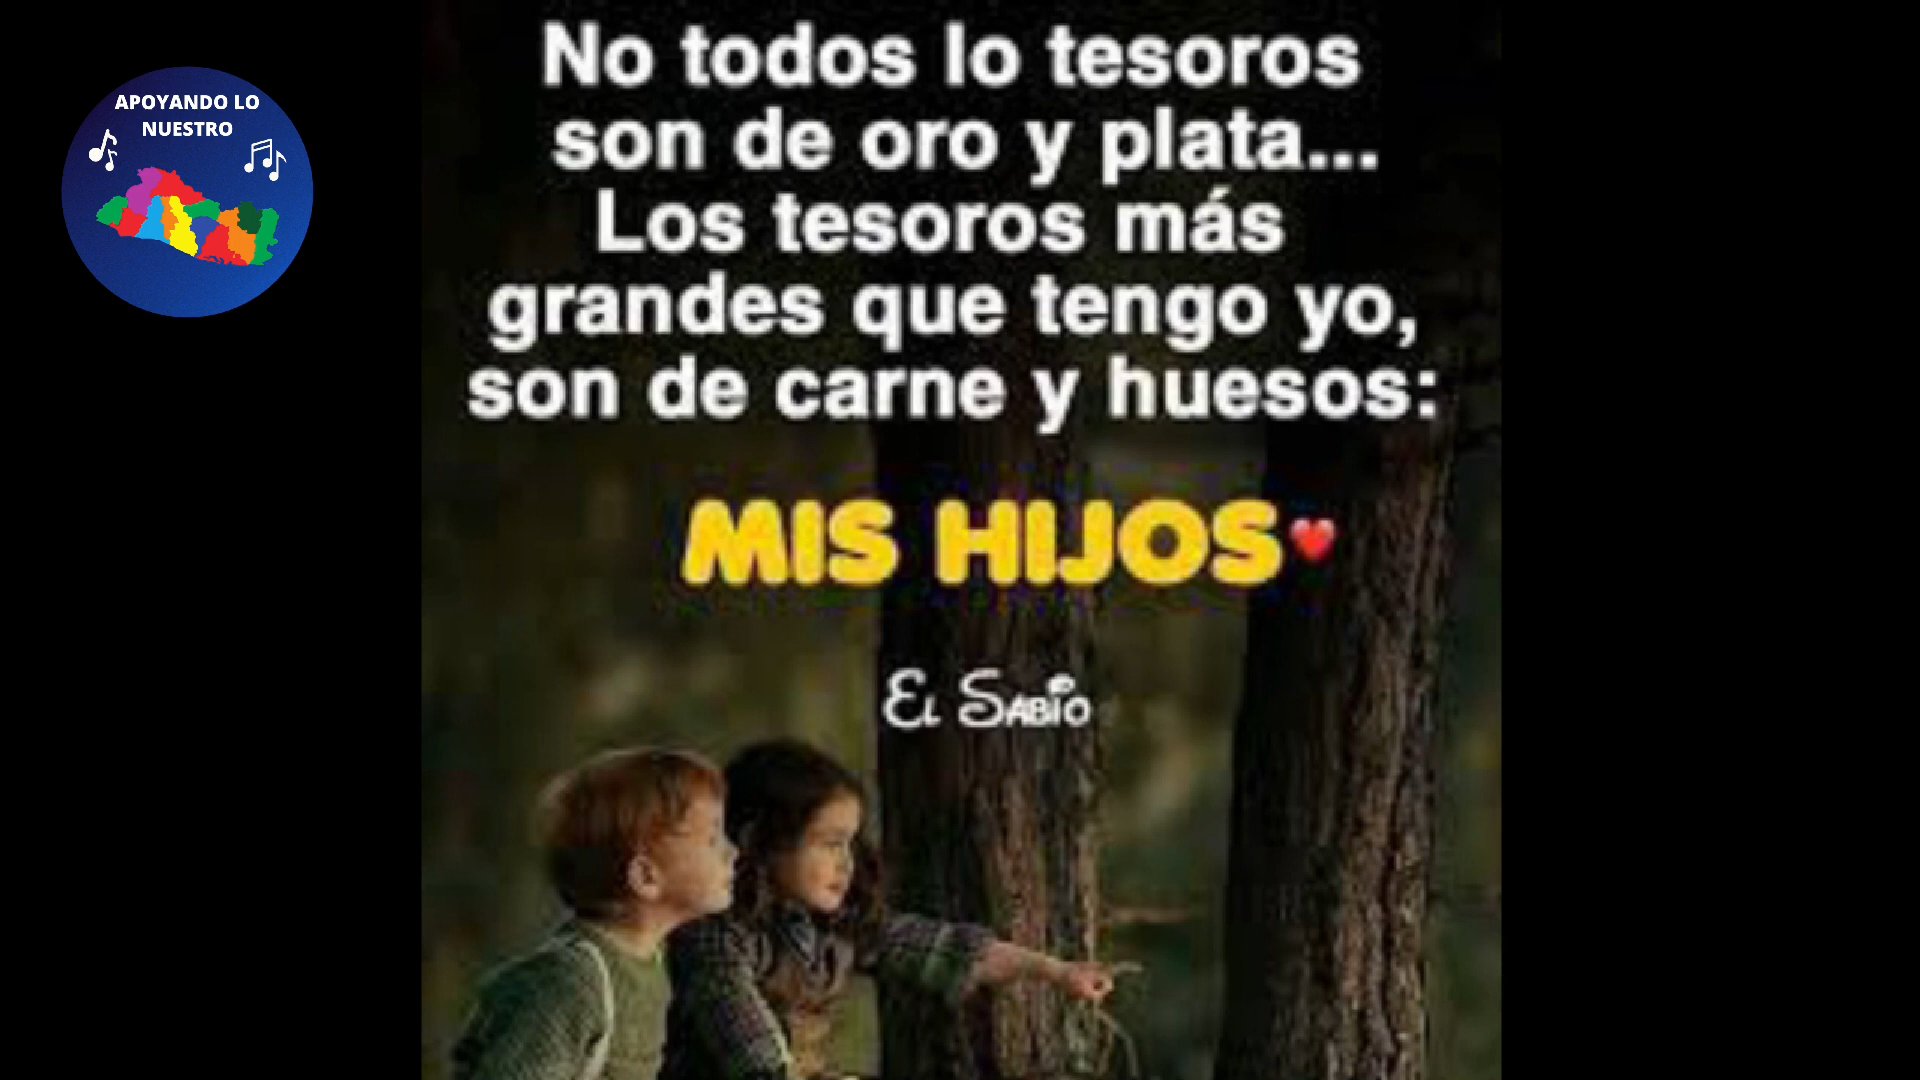 APOYANDO LO
NUESTRO
No todos lo tesoros
son de oro y plata...
Los tesoros más
grandes que tengo yo,
son de carne y huesos:
MIS HIJOS❤
El Sabio